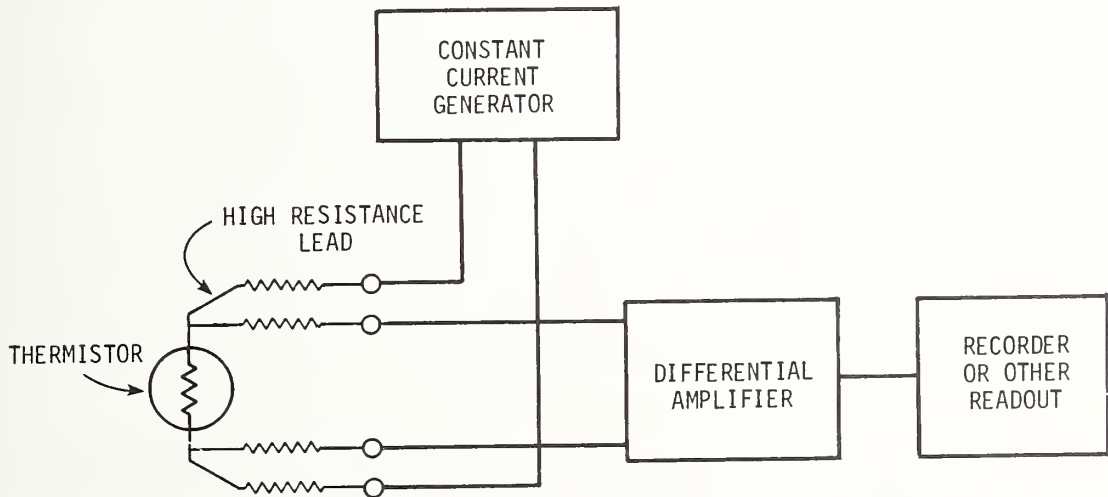 CONSTANT
CURRENT
GENERATOR
HIGH RESISTANCE
LEAD
THERMISTOR
DIFFERENTIAL
AMPLIFIER
RECORDER
OR OTHER
READOUT